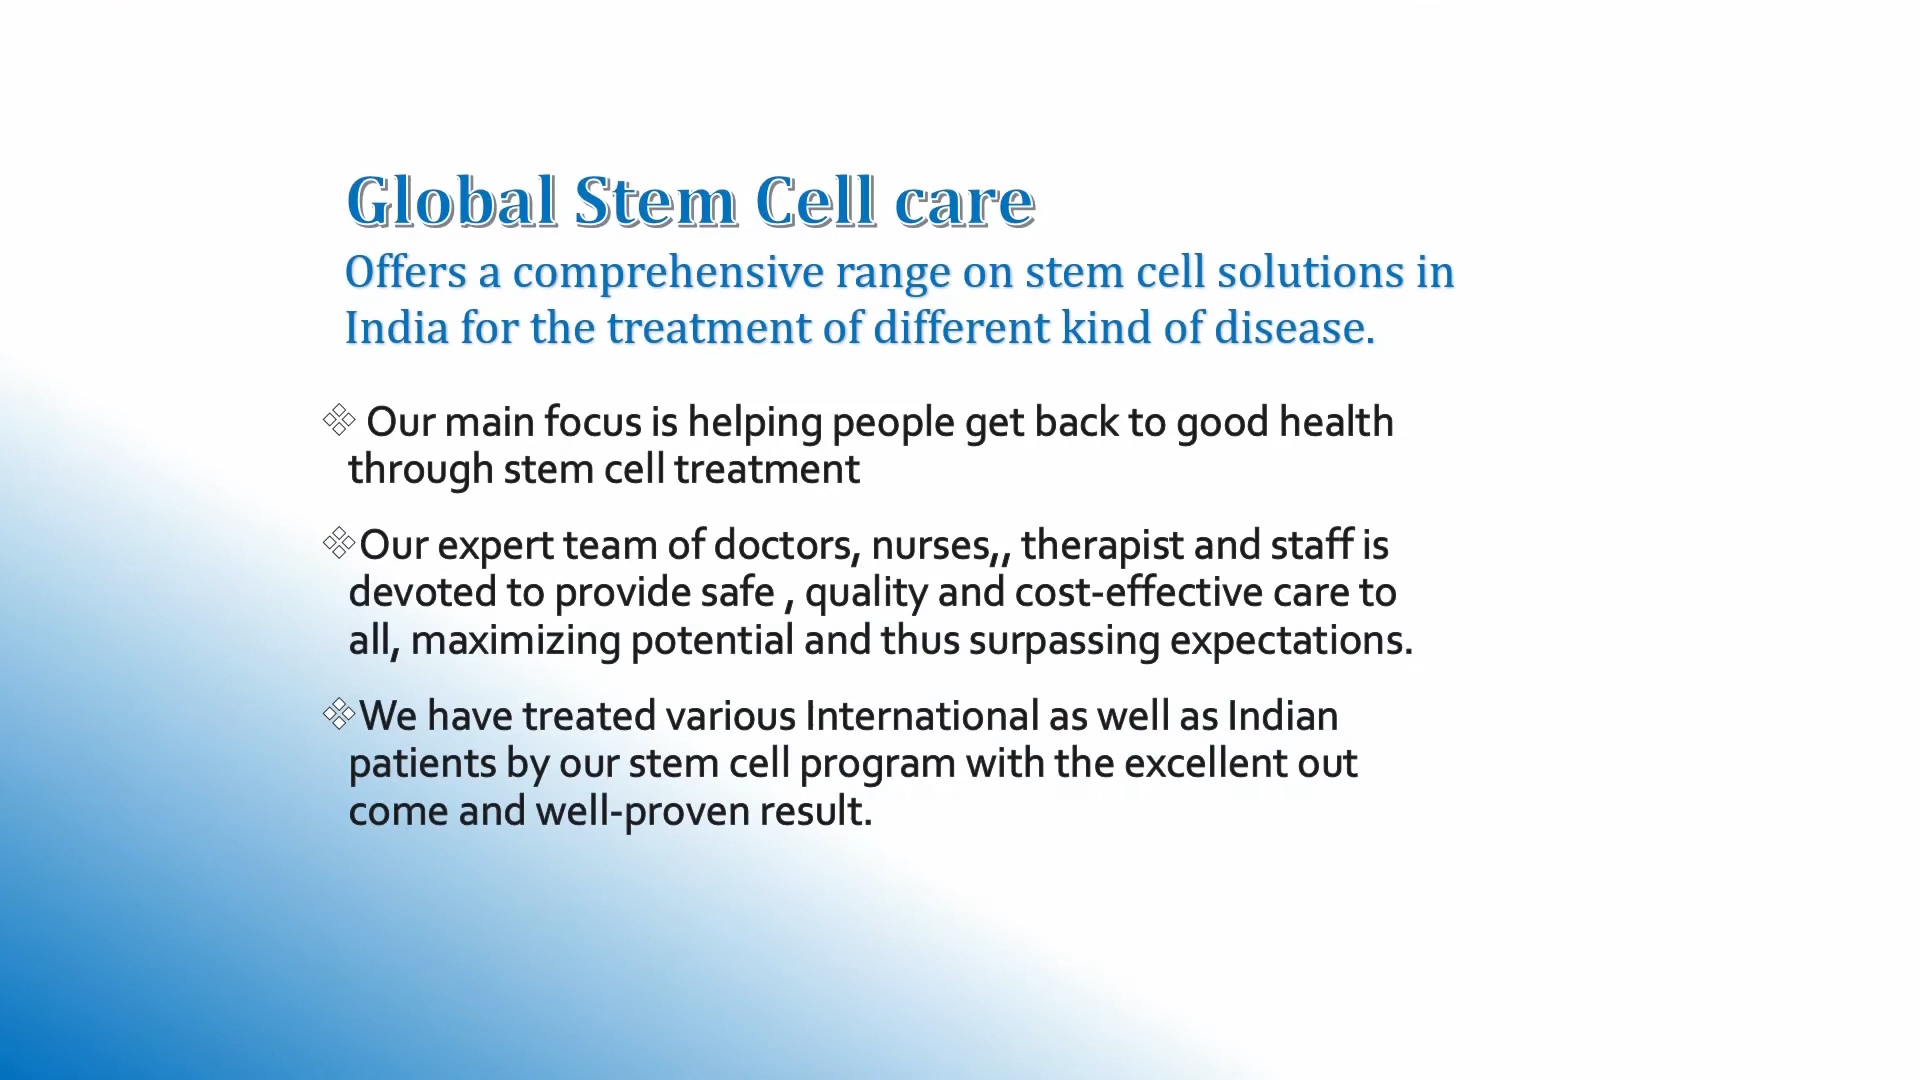 Global Stem Cell care
Offers a comprehensive range on stem cell solutions in
India for the treatment of different kind of disease.
❖ Our main focus is helping people get back to good health
through stem cell treatment
❖Our expert team of doctors, nurses,, therapist and staff is
devoted to provide safe , quality and cost-effective care to
all, maximizing potential and thus surpassing expectations.
❖We have treated various International as well as Indian
patients by our stem cell program with the excellent out
come and well-proven result.